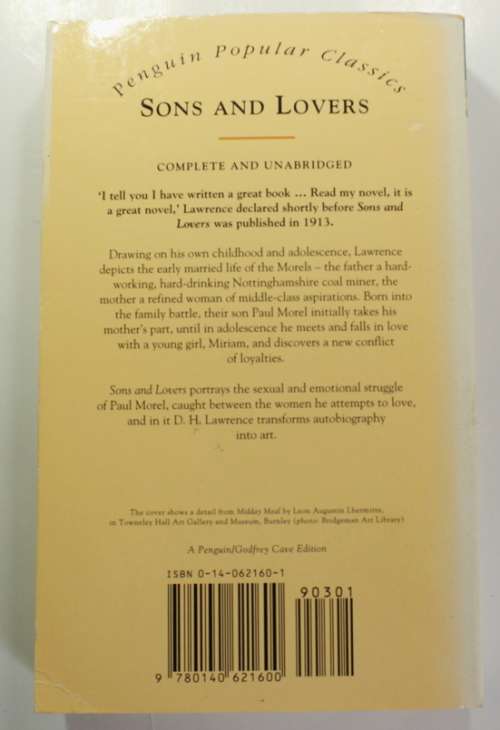 Penguin Popular Classics
SONS AND LOVERS
COMPLETE AND UNABRIDGED
'I tell you I have written a great book ... Read my novel, it is
a great novel,' Lawrence declared shortly before Sons and
Lovers was published in 1913.
Drawing on his own childhood and adolescence, Lawrence
depicts the early married life of the Morels – the father a hard-
working, hard-drinking Nottinghamshire coal miner, the
mother a refined woman of middle-class aspirations. Born into
the family battle, their son Paul Morel initially takes his
mother's part, until in adolescence he meets and falls in love
with a young girl, Miriam, and discovers a new conflict
of loyalties.
Sons and Lovers portrays the sexual and emotional struggle
of Paul Morel, caught between the women he attempts to love,
and in it D. H. Lawrence transforms autobiography
into art.
The cover shows a detail from Midday Meal by Leon Augustin Lhermitte,
in Towneley Hall Art Gallery and Museum, Burnley (photo: Bridgeman Art Library)
A Penguin/Godfrey Cave Edition
ISBN 0-14-062160-1
90301
9 780140 621600